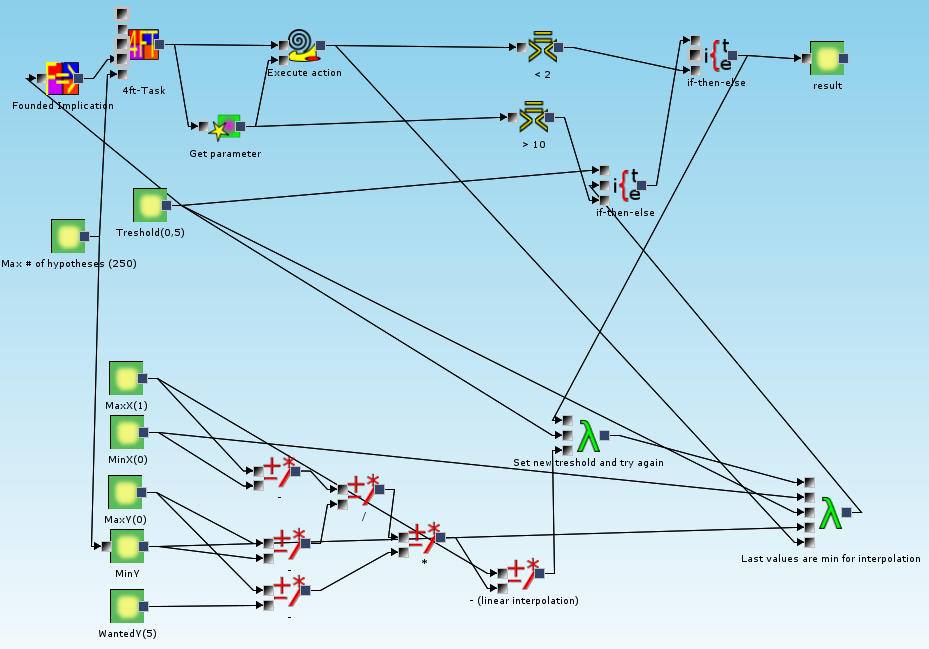 4FT
Founded Implication
4ft-Task
Execute action
< 2
i{te
if-then-else
result
Get parameter
> 10
i{te
if-then-else
Treshold(0,5)
Max # of hypotheses (250)
MaxX(1)
MinX(0)
λ
Set new treshold and try again
±/*
-
±/*
/
MaxY(0)
λ
Last values are min for interpolation
MinY
±/*
-
±/*
*
±/*
- (linear interpolation)
±/*
-
WantedY(5)